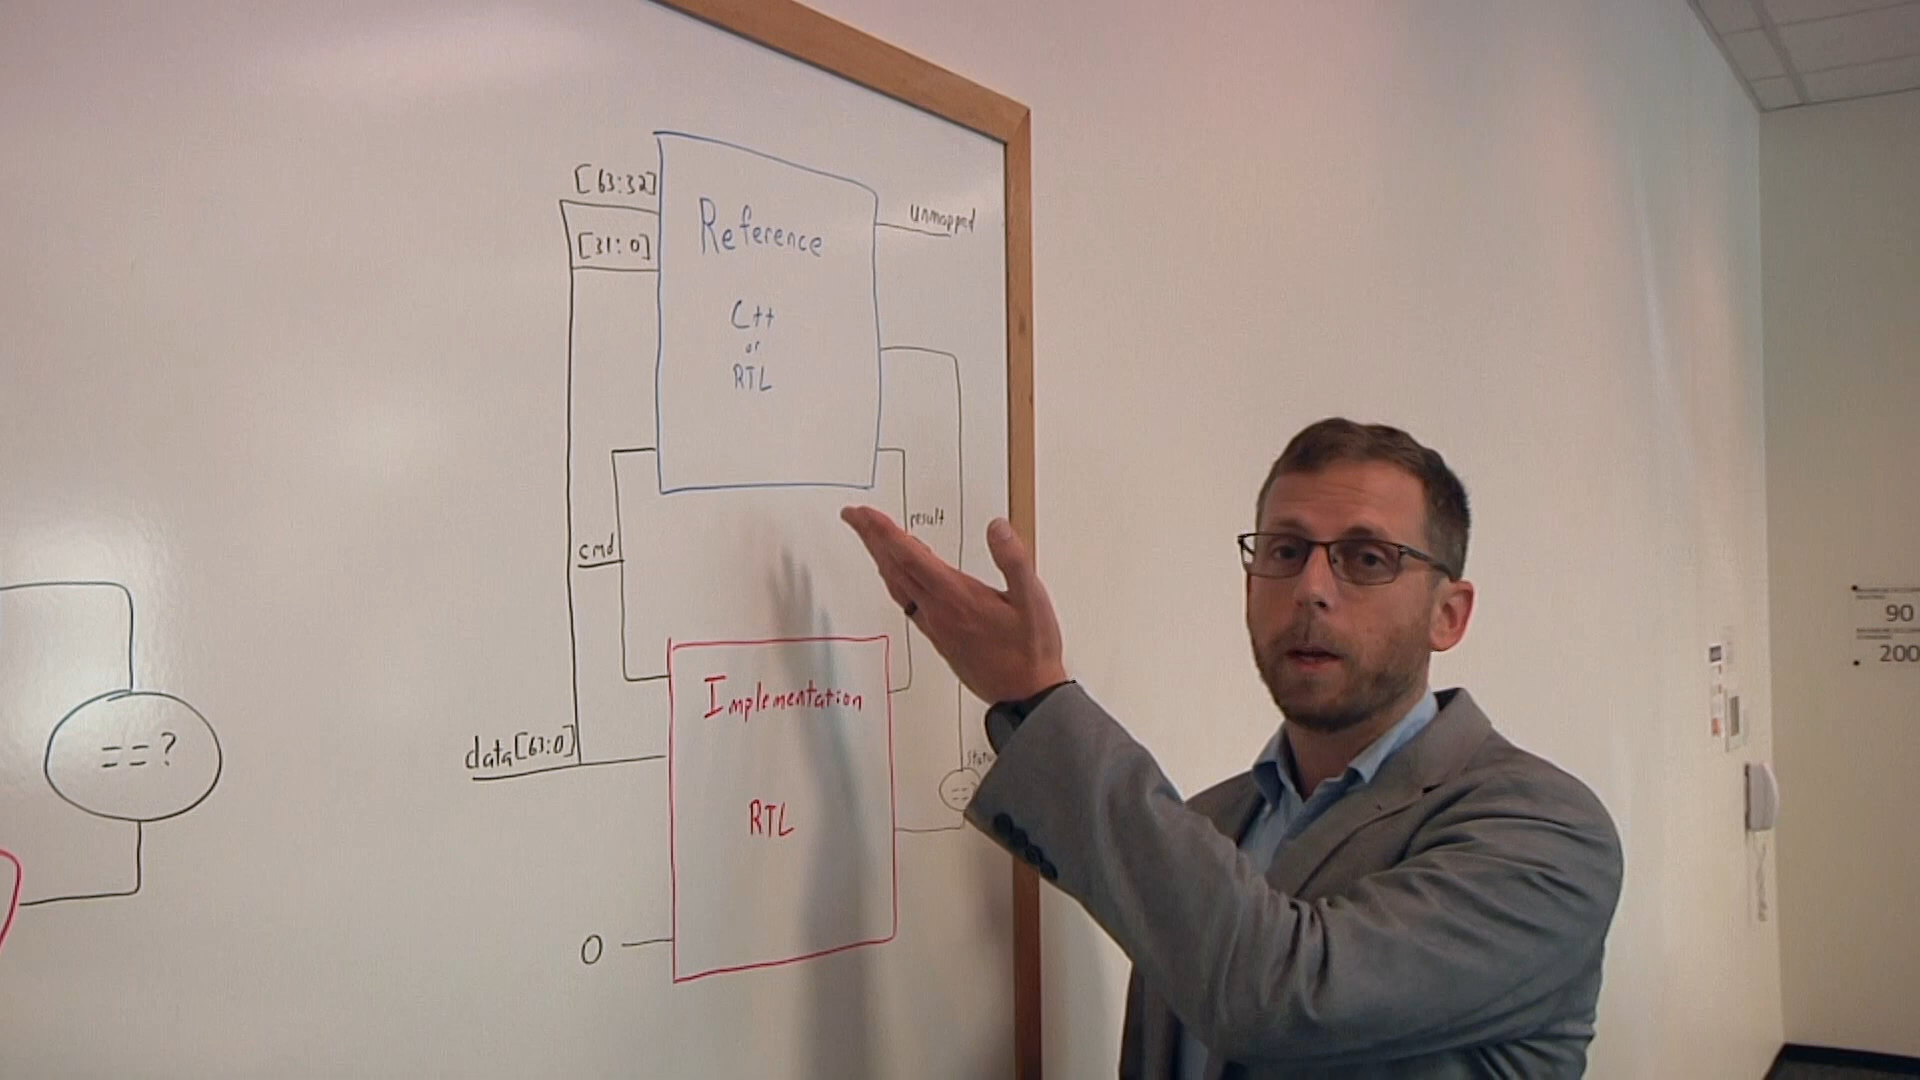 [63:32]
[31:0]
Reference
C++
or
RTL
unmapped
cmd
result
Implementation
RTL
data[63:0]
0
==?
90
200